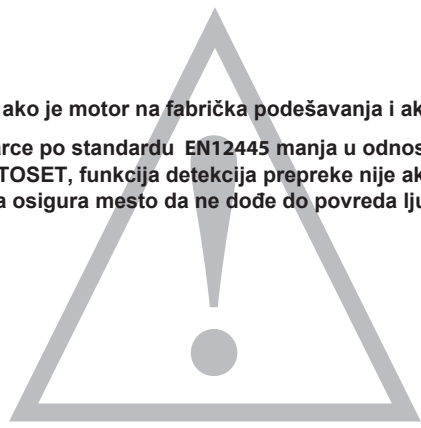 ako je motor na fabrička podešavanja i ak
rce po standardu EN12445 manja u odnos
TOSET, funkcija detekcija prepreke nije ak
a osigura mesto da ne dođe do povreda lju